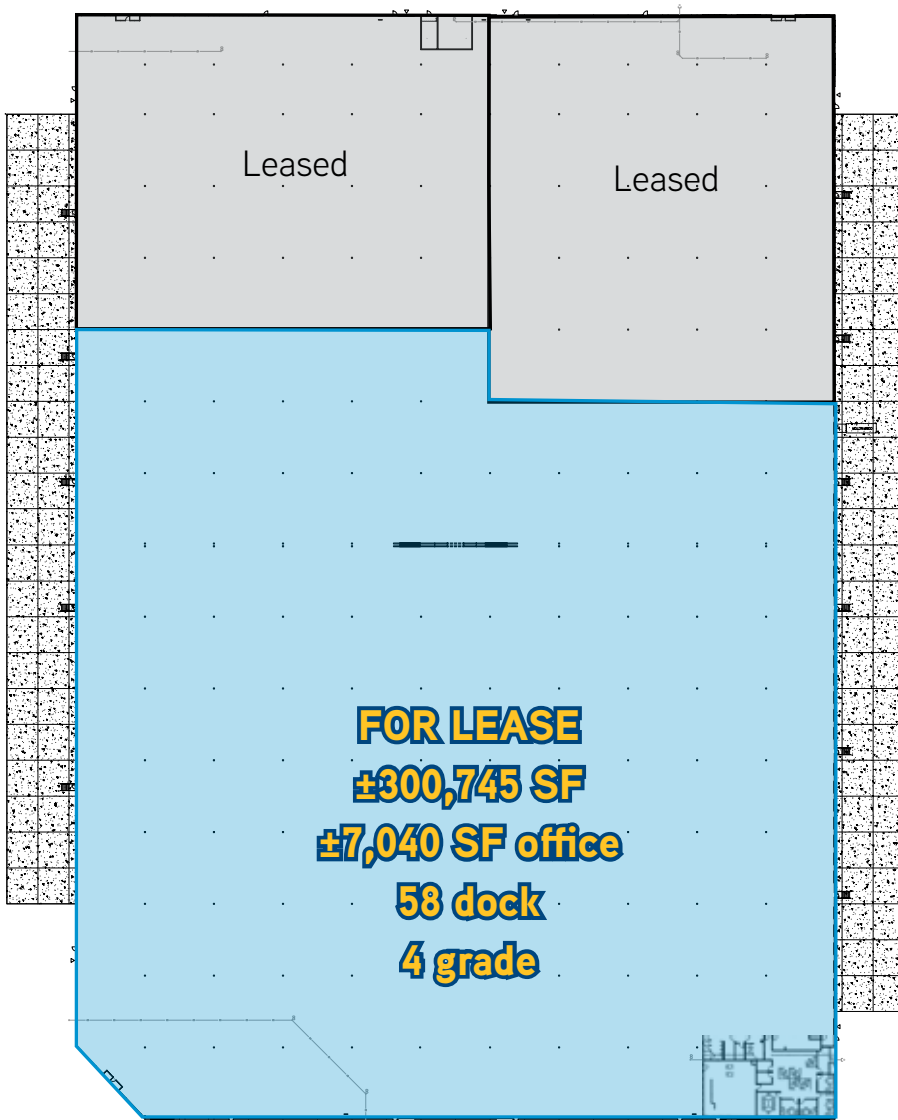 Leased
Leased
FOR LEASE
±300,745 SF
±7,040 SF office
58 dock
4 grade